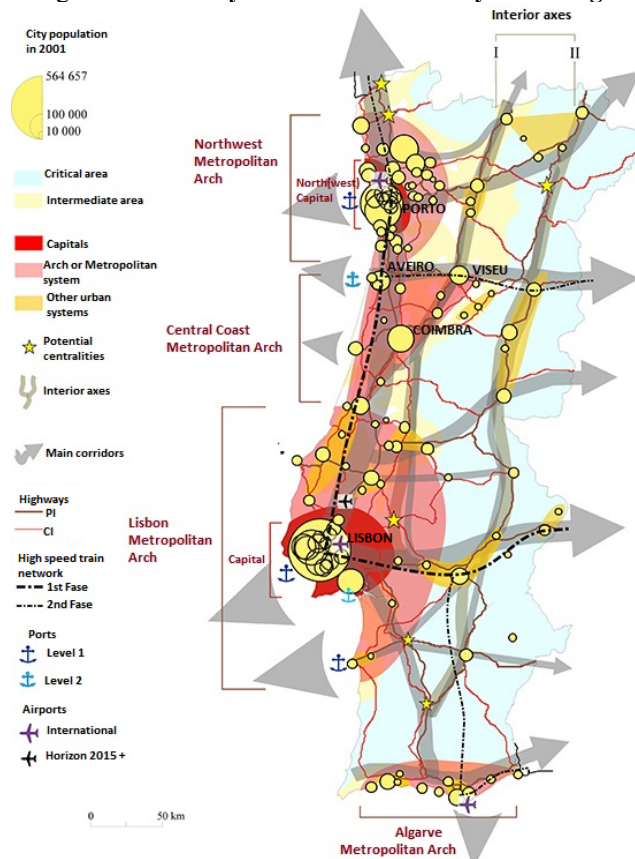 Interior axes
I II
City population
in 2001
564 657
100 000
10 000
Critical area
Intermediate area
Capitals
Arch or Metropolitan
system
Other urban
systems
Potential
centralities
Interior axes
Main corridors
Highways
PI
CI
High speed train
network
1st Fase
2nd Fase
Ports
Level 1
Level 2
Airports
International
Horizon 2015 +
0 50 km
Northwest
Metropolitan
Arch
North(west)
Capital
PORTO
AVEIRO
VISEU
Central Coast
Metropolitan Arch
COIMBRA
Lisbon
Metropolitan
Arch
Capital
LISBON
Algarve
Metropolitan Arch